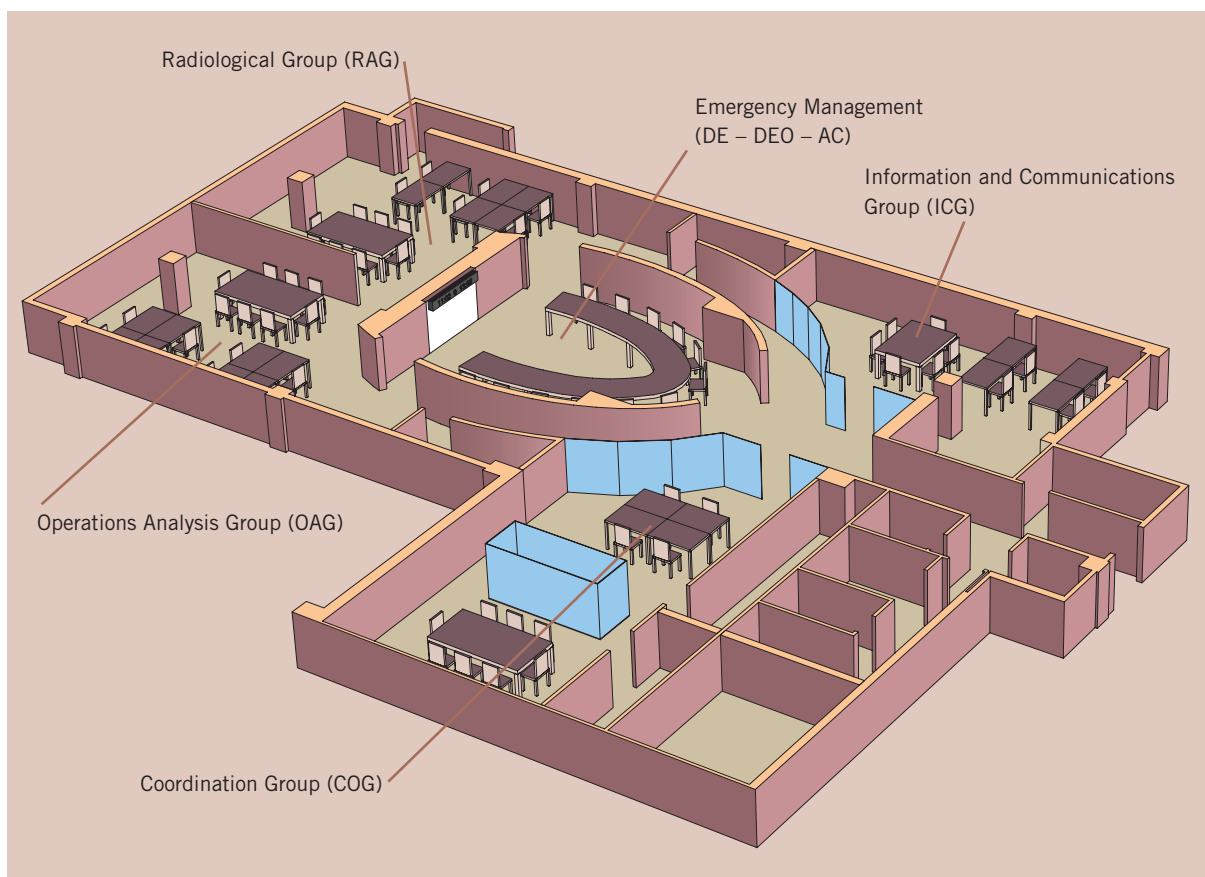 Radiological Group (RAG)
Emergency Management
(DE – DEO – AC)
Information and Communications
Group (ICG)
Operations Analysis Group (OAG)
Coordination Group (COG)